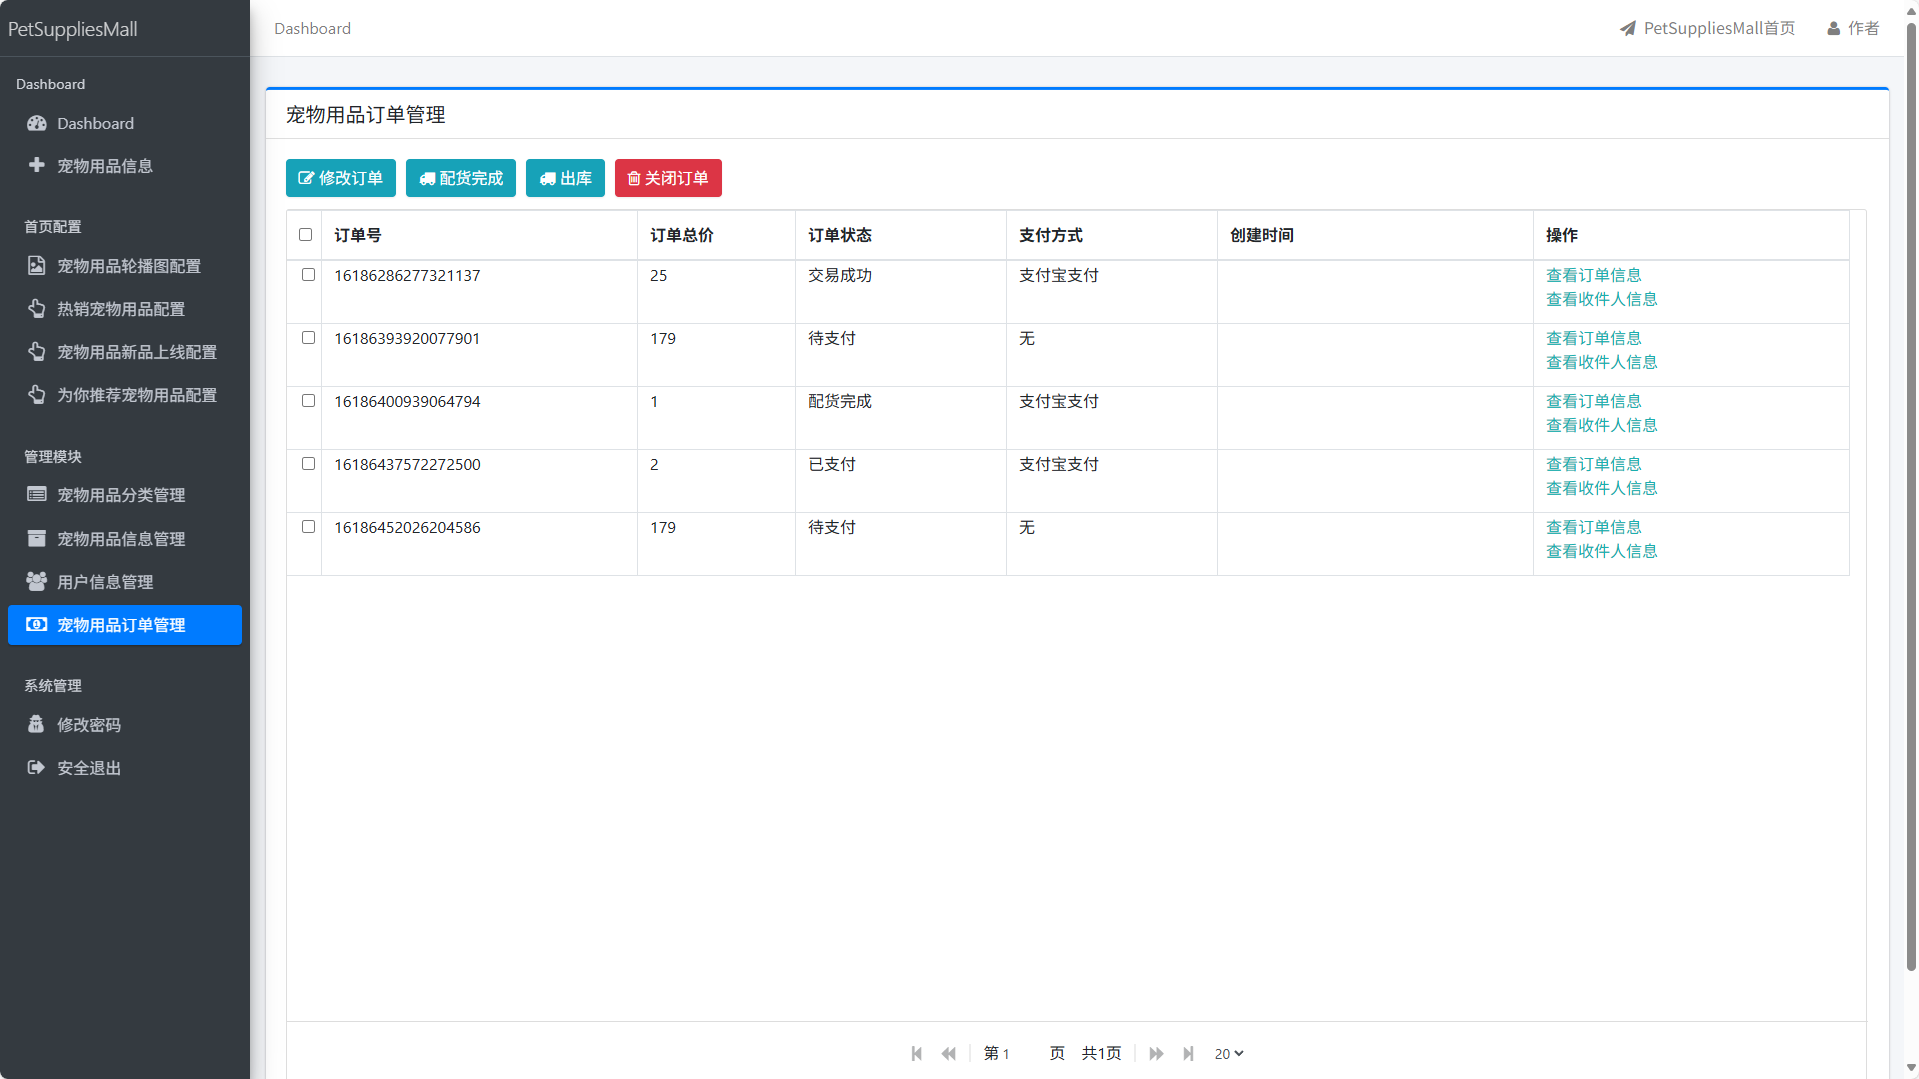 PetSuppliesMall
Dashboard
PetSuppliesMall首页
作者
Dashboard
Dashboard
宠物用品信息
首页配置
宠物用品轮播图配置
热销宠物用品配置
宠物用品新品上线配置
为你推荐宠物用品配置
管理模块
宠物用品分类管理
宠物用品信息管理
用户信息管理
宠物用品订单管理
系统管理
修改密码
安全退出
宠物用品订单管理
修改订单 配货完成 出库 关闭订单
订单号 订单总价 订单状态 支付方式 创建时间 操作
16186286277321137 25 交易成功 支付宝支付 查看订单信息
查看收件人信息
16186393920077901 179 待支付 无 查看订单信息
查看收件人信息
16186400939064794 1 配货完成 支付宝支付 查看订单信息
查看收件人信息
16186437572272500 2 已支付 支付宝支付 查看订单信息
查看收件人信息
16186452026204586 179 待支付 无 查看订单信息
查看收件人信息
第 1 页 共1页 20